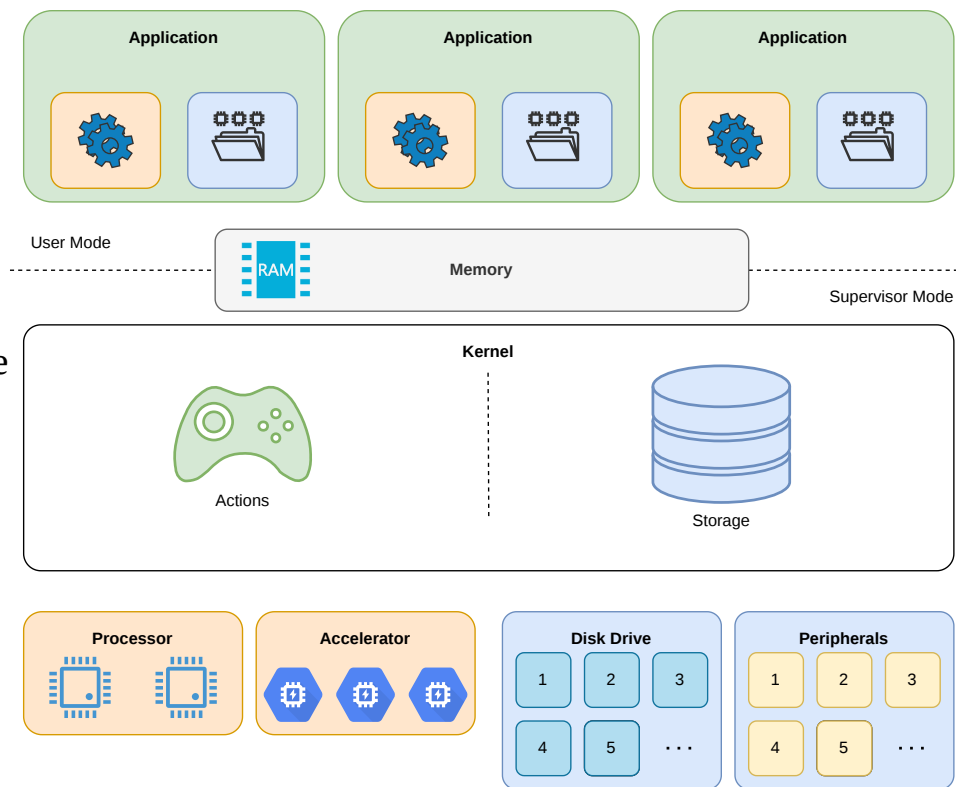 Application Application Application
User Mode
RAM
Memory
Supervisor Mode
e
Kernel
Actions
Storage
Processor Accelerator Disk Drive Peripherals
1 2 3 1 2 3
4 5 ... 4 5 ...